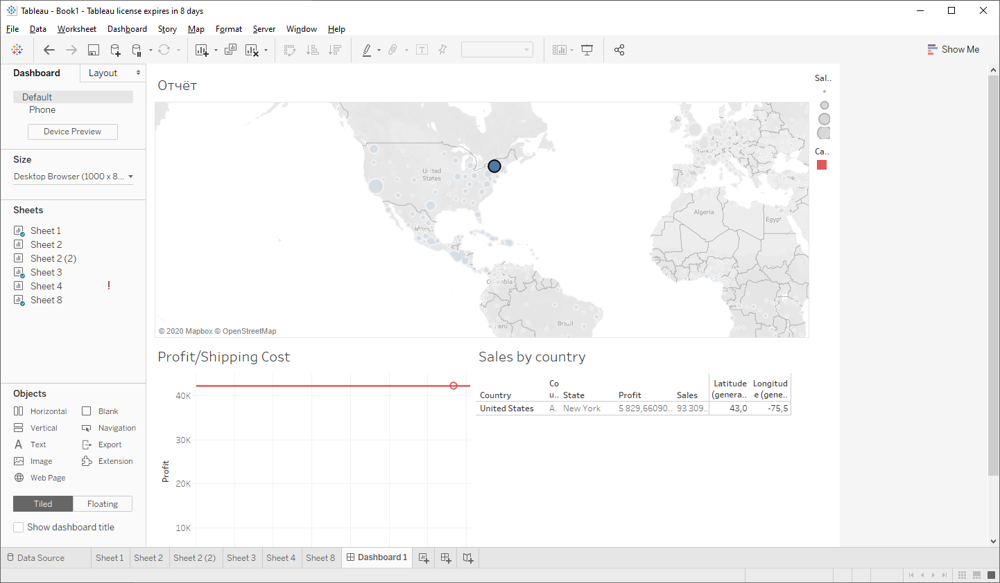 Tableau - Book1 - Tableau license expires in 8 days
File Data Worksheet Dashboard Story Map Format Server Window Help
Show Me
Dashboard Layout
Default
Phone
Device Preview
Size
Desktop Browser (1000 x 8...
Sheets
Sheet 1
Sheet 2
Sheet 2 (2)
Sheet 3
Sheet 4 !
Sheet 8
Objects
Horizontal Blank
Vertical Navigation
A Text Export
Image Extension
Web Page
Tiled Floating
Show dashboard title
Отчёт
United
States
Mexic
Algeria
Egypt
Brazil
© 2020 Mapbox © OpenStreetMap
Sal..
Ca..
Profit/Shipping Cost
40K
30K
20K
10K
Profit
Sales by country
Country Co u.. State Profit Sales Latitude (genera.. Longitud e (gene..
United States A. New York 5 829,66090.. 93 309.. 43,0 -75,5
Data Source Sheet 1 Sheet 2 Sheet 2 (2) Sheet 3 Sheet 4 Sheet 8 Dashboard 1